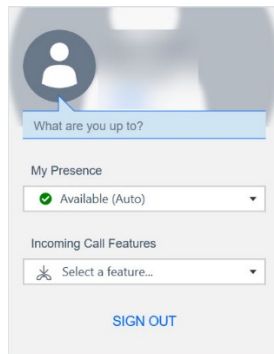 What are you up to?
My Presence
Available (Auto)
Incoming Call Features
Select a feature...
SIGN OUT